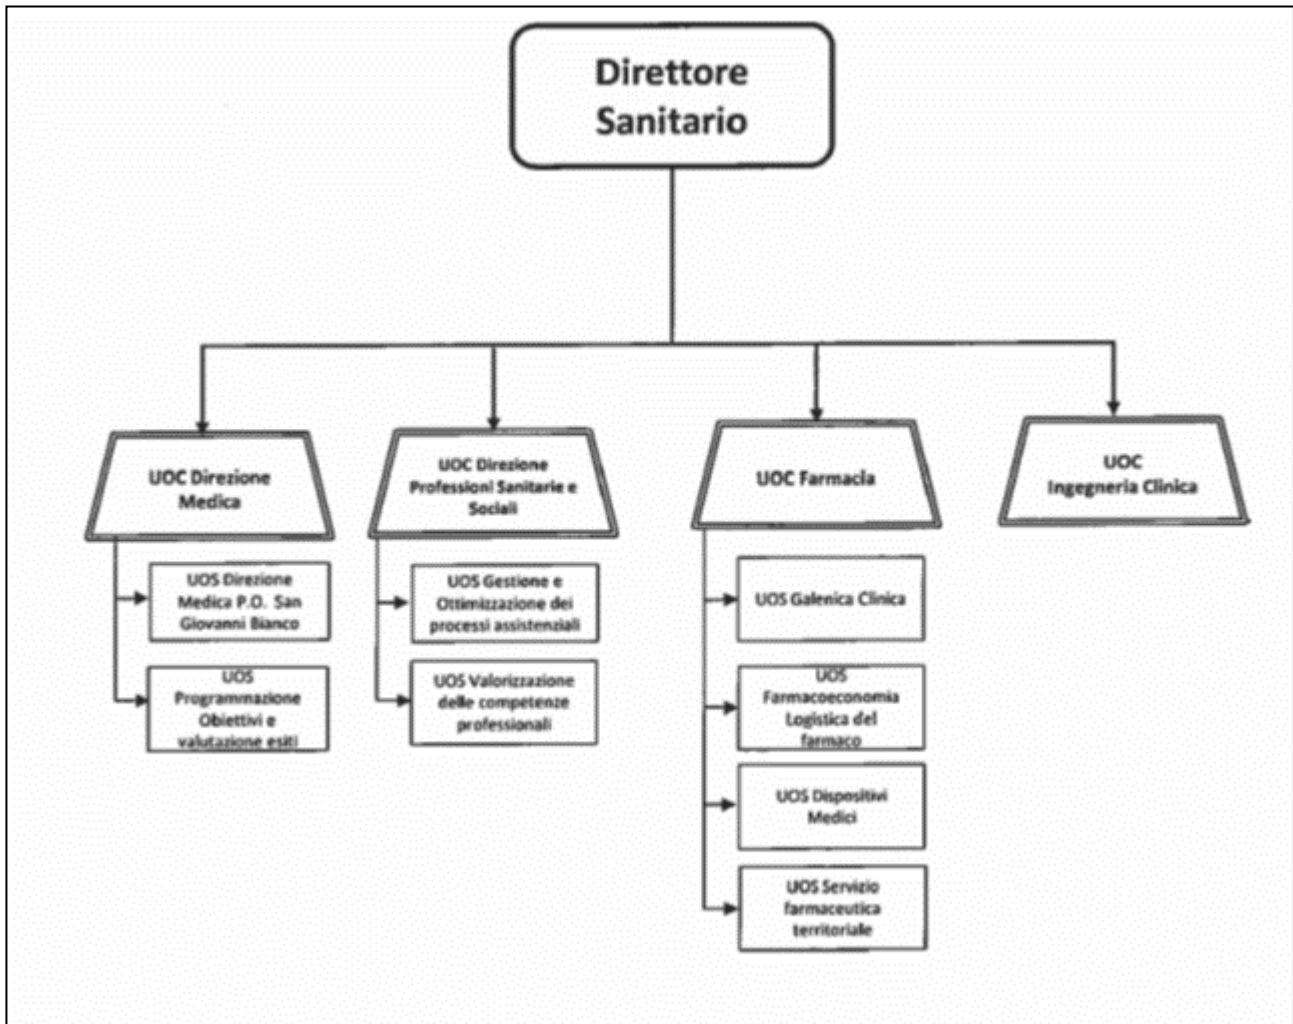 Direttore
Sanitario
UOC Direzione
Medica
UOC Direzione
Professioni Sanitarie e
Sociali
UOC Farmacia
UOC
Ingegneria Clinica
UOS Direzione
Medica P.O. San
Giovanni Bianco
UOS
Programmazione
Obiettivi e
valutazione esiti
UOS Gestione e
Ottimizzazione dei
processi assistenziali
UOS Valorizzazione
delle competenze
professionali
UOS Galenica Clinica
UOS
Farmacoeconomia
Logistica del
farmaco
UOS Dispositivi
Medici
UOS Servizio
farmaceutica
territoriale